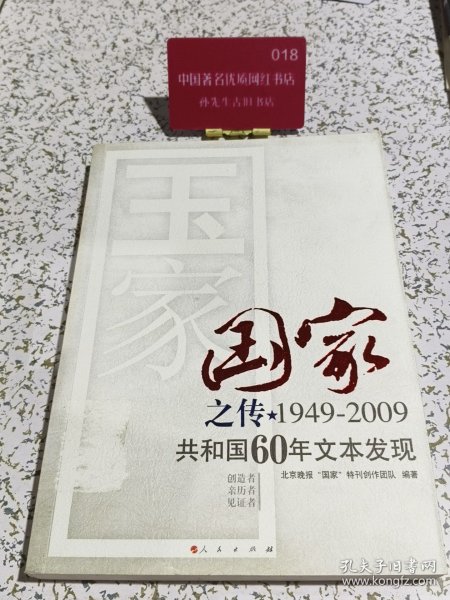 018
中国著名优质网红书店
孙先生古旧书店
国家
国家
之传★1949-2009
共和国60年文本发现
北京晚报“国家”特刊创作团队 编著
创造者
亲历者
见证者
人民出版社
孔夫子旧书网
www.kongfz.com